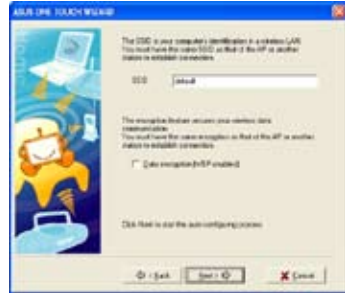 ASUS ONE TOUCH WIZARD
The SSID is your computer's identification in a wireless LAN.
You must have the same SSID as that of the AP or another
station to establish connection.
SSID
default
The encryption feature secures your wireless data
communication.
You must have the same encryption as that of the AP or another
station to establish connection.
Data encryption(WEP enabled)
Click Next to start the auto-configuring process
< Back
Next >
Cancel